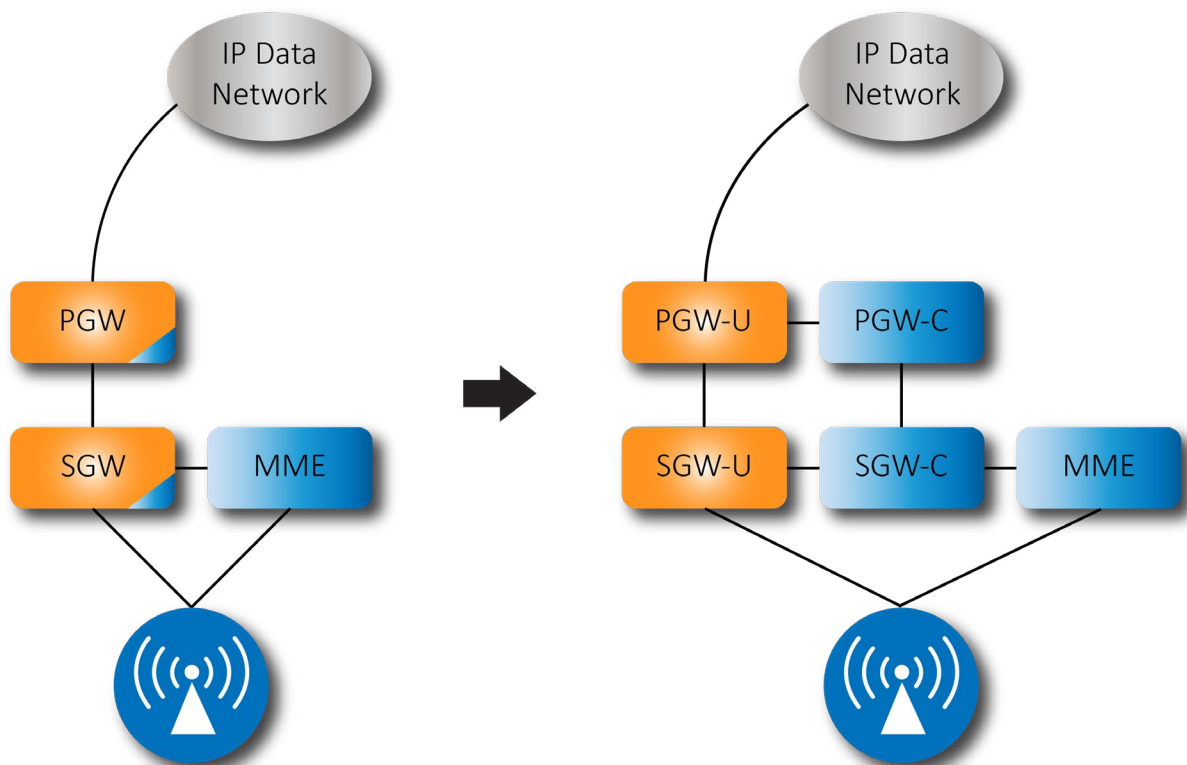 IP Data
Network
PGW
SGW
MME
IP Data
Network
PGW-U
PGW-C
SGW-U
SGW-C
MME